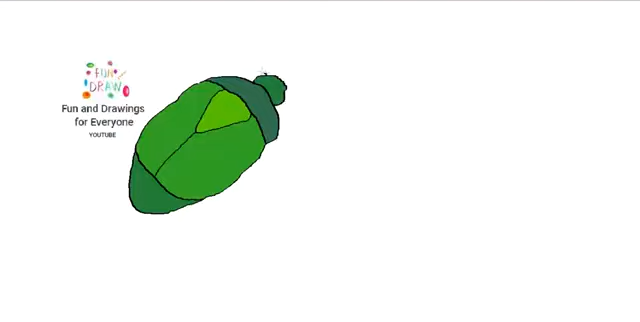 FUN
DRAW
Fun and Drawings
for Everyone
YOUTUBE